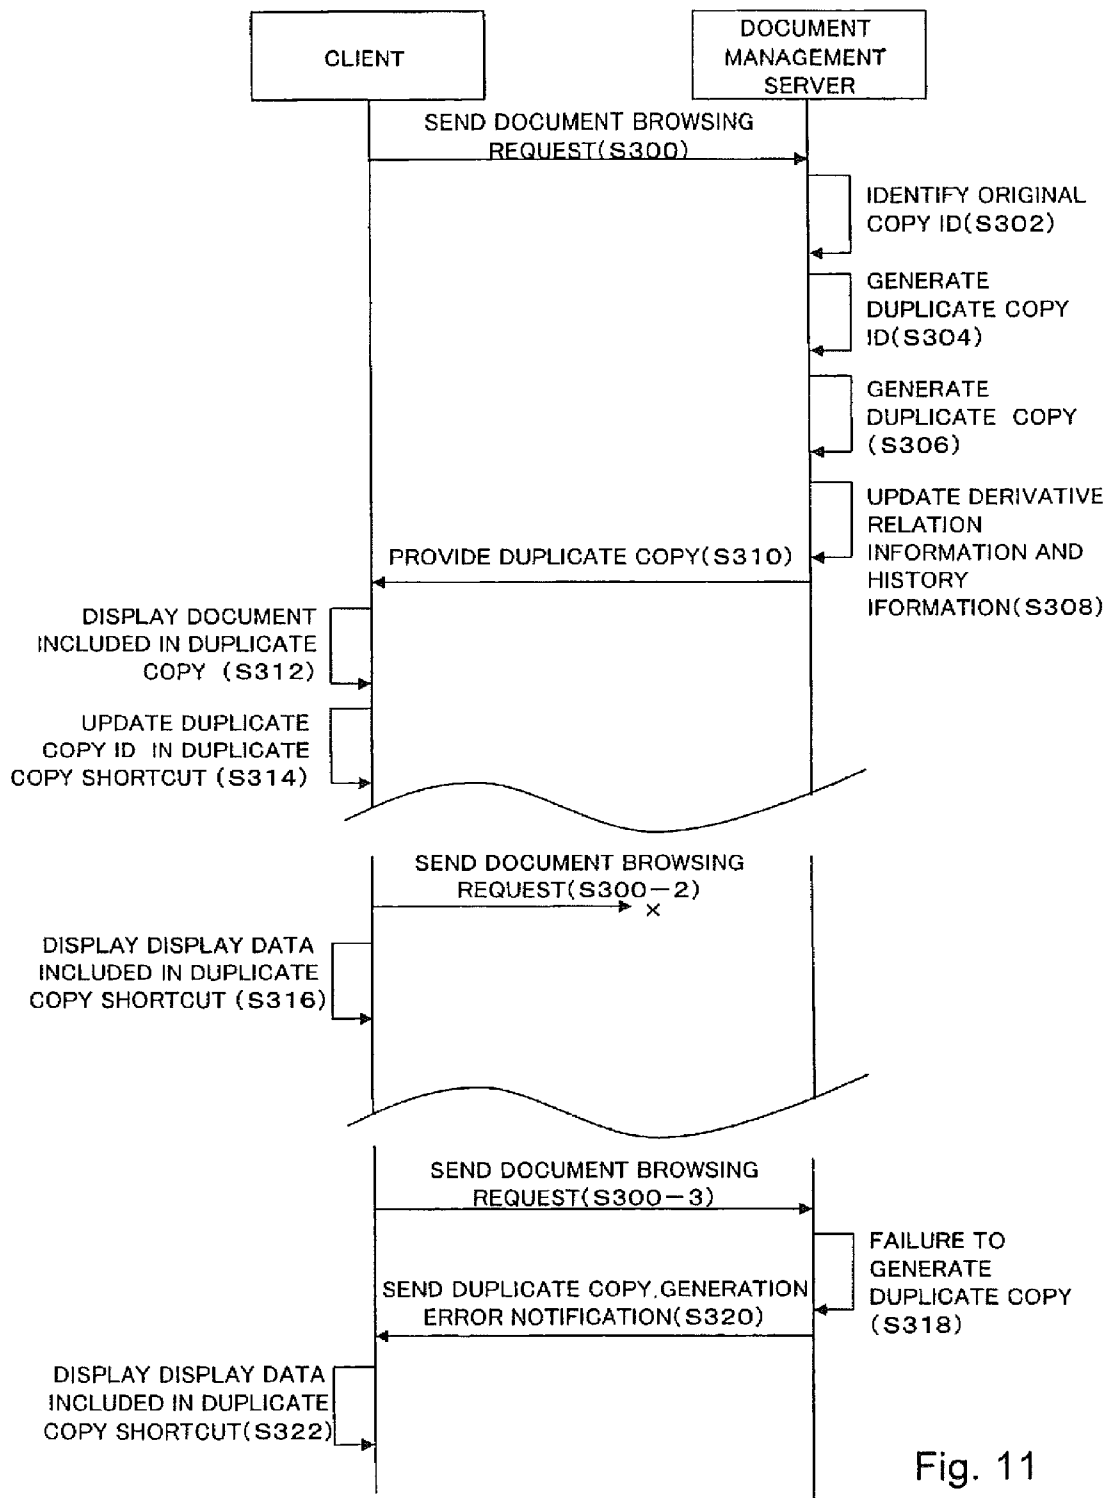 CLIENT
DOCUMENT
MANAGEMENT
SERVER
SEND DOCUMENT BROWSING
REQUEST(S300)
IDENTIFY ORIGINAL
COPY ID(S302)
GENERATE
DUPLICATE COPY
ID(S304)
GENERATE
DUPLICATE COPY
(S306)
UPDATE DERIVATIVE
RELATION
INFORMATION AND
HISTORY
IFORMATION(S308)
PROVIDE DUPLICATE COPY(S310)
DISPLAY DOCUMENT
INCLUDED IN DUPLICATE
COPY (S312)
UPDATE DUPLICATE
COPY ID IN DUPLICATE
COPY SHORTCUT (S314)
SEND DOCUMENT BROWSING
REQUEST(S300-2)
×
DISPLAY DISPLAY DATA
INCLUDED IN DUPLICATE
COPY SHORTCUT (S316)
SEND DOCUMENT BROWSING
REQUEST(S300-3)
FAILURE TO
GENERATE
DUPLICATE COPY
(S318)
SEND DUPLICATE COPY.GENERATION
ERROR NOTIFICATION(S320)
DISPLAY DISPLAY DATA
INCLUDED IN DUPLICATE
COPY SHORTCUT(S322)
Fig. 11